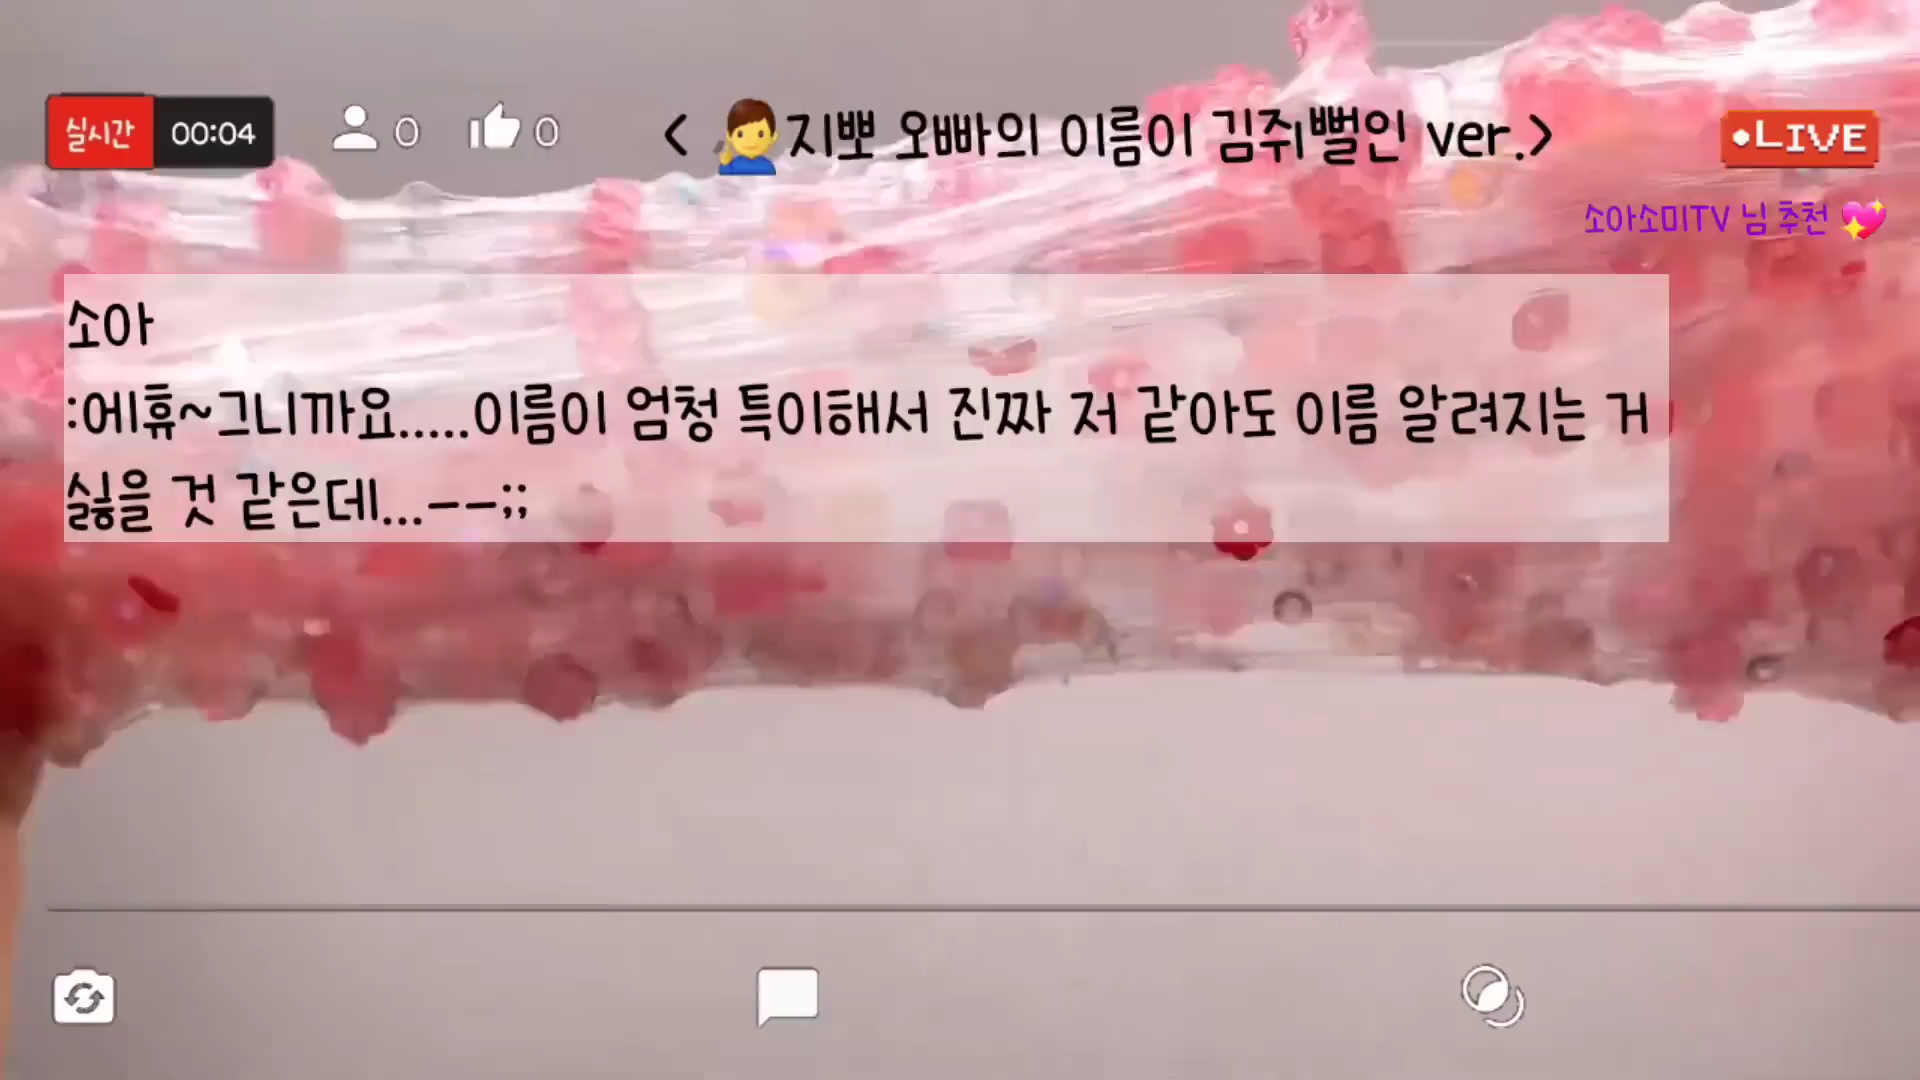 실시간 00:04 0 0 < 🙍‍♂️지뽀 오빠의 이름이 김쥐뻘인 ver.> •LIVE
소아소미TV 님 추천 💖
소아
:에휴~그니까요.....이름이 엄청 특이해서 진짜 저 같아도 이름 알려지는 거
싫을 것 같은데...--;;